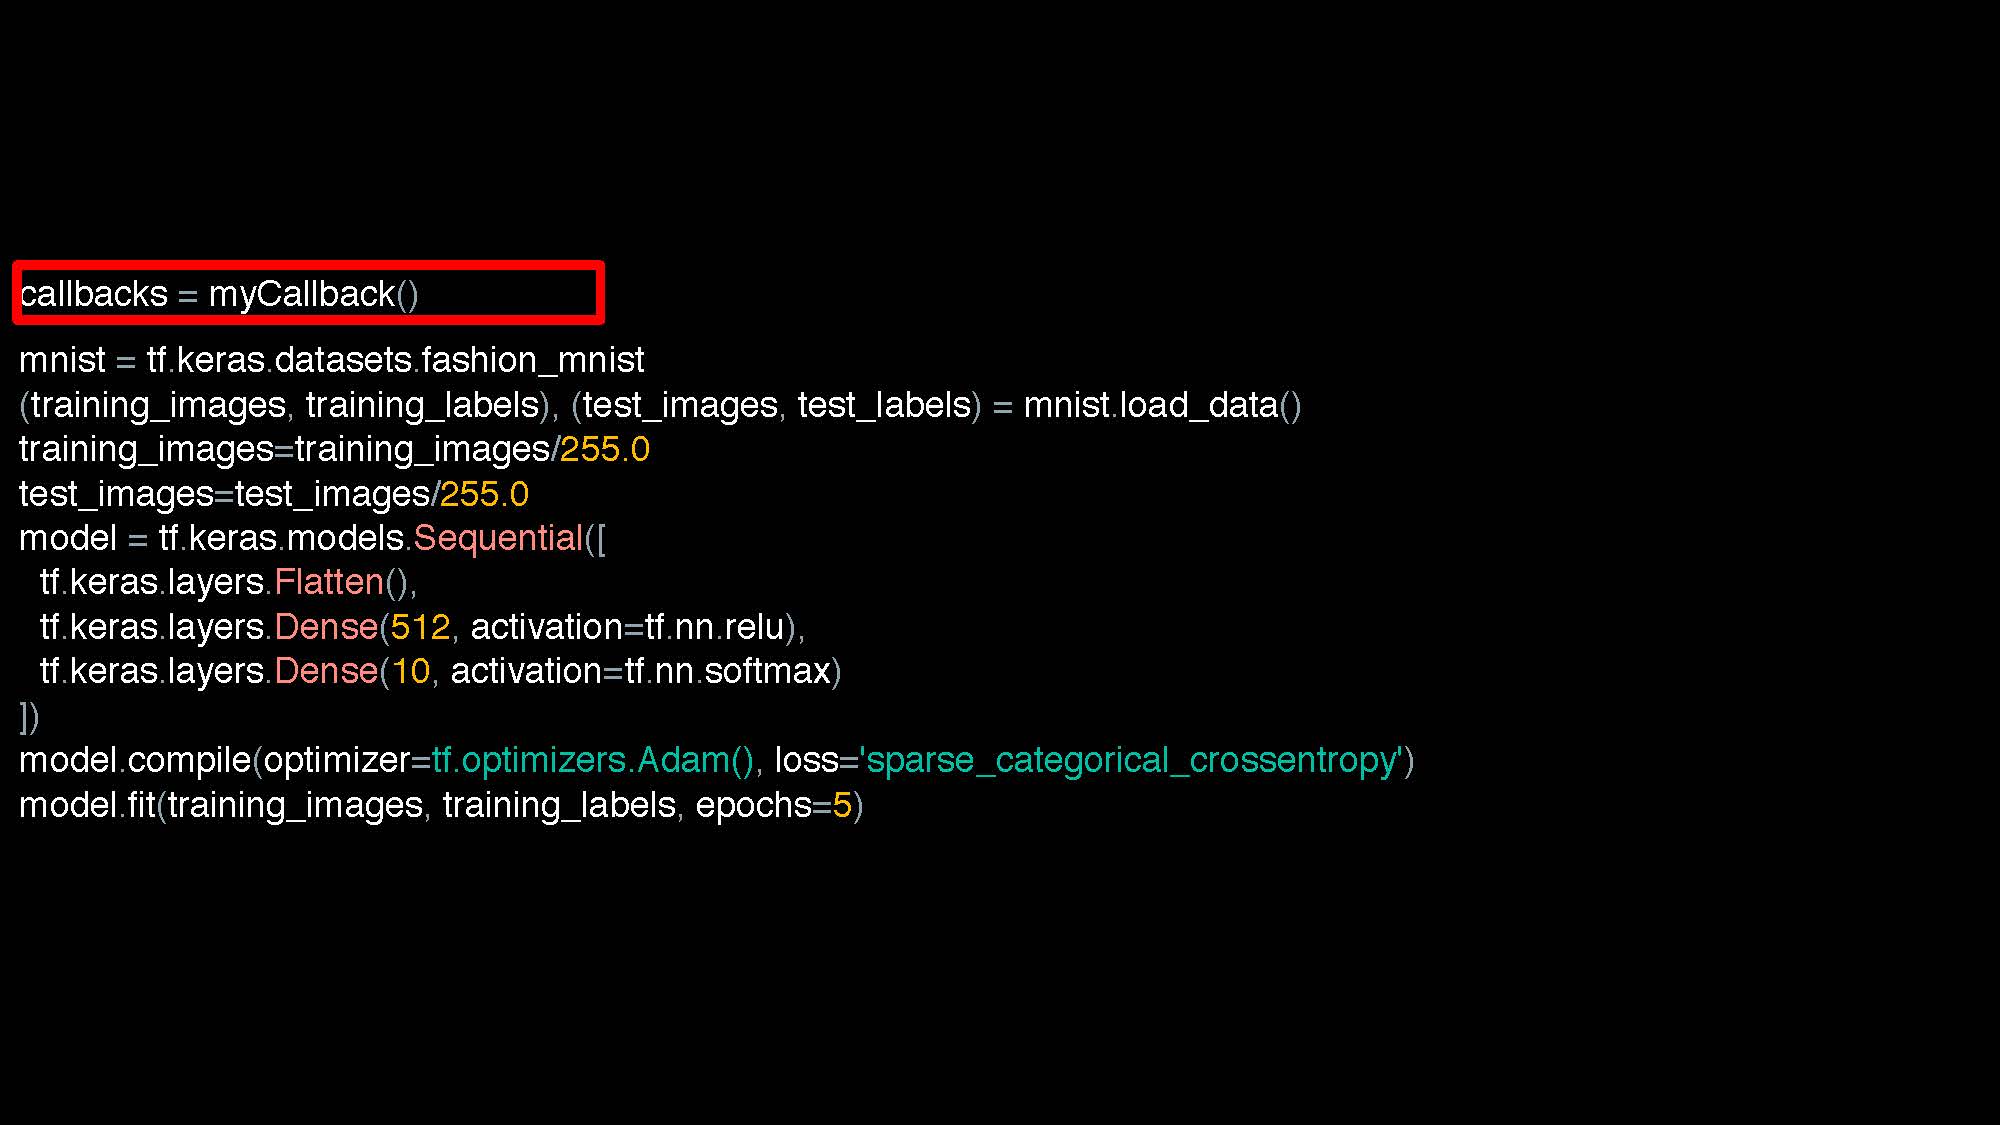 callbacks = myCallback()
mnist = tf.keras.datasets.fashion_mnist
(training_images, training_labels), (test_images, test_labels) = mnist.load_data()
training_images=training_images/255.0
test_images=test_images/255.0
model = tf.keras.models.Sequential([
  tf.keras.layers.Flatten(),
  tf.keras.layers.Dense(512, activation=tf.nn.relu),
  tf.keras.layers.Dense(10, activation=tf.nn.softmax)
])
model.compile(optimizer=tf.optimizers.Adam(), loss='sparse_categorical_crossentropy')
model.fit(training_images, training_labels, epochs=5)